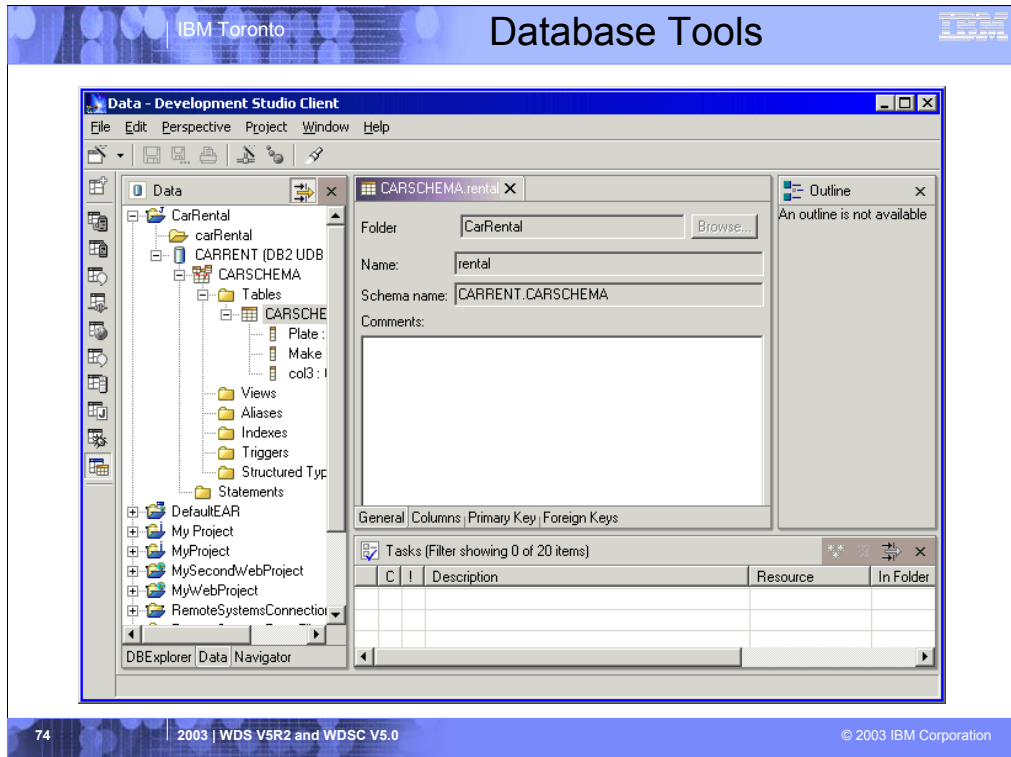 IBM Toronto
Database Tools
IBM
Data - Development Studio Client
File Edit Perspective Project Window Help
Data
CarRental
carRental
CARRENT (DB2 UDB
CARSCHEMA
Tables
CARSCHE
Plate :
Make
col3 :
Views
Aliases
Indexes
Triggers
Structured Typ
Statements
DefaultEAR
My Project
MyProject
MySecondWebProject
MyWebProject
RemoteSystemsConnection
DBExplorer Data Navigator
CARSCHEMA.rental
Folder CarRental Browse...
Name: rental
Schema name: CARRENT.CARSCHEMA
Comments:
General Columns Primary Key Foreign Keys
Outline
An outline is not available
Tasks (Filter showing 0 of 20 items)
C ! Description Resource In Folder
74 2003 | WDS V5R2 and WDSC V5.0 © 2003 IBM Corporation